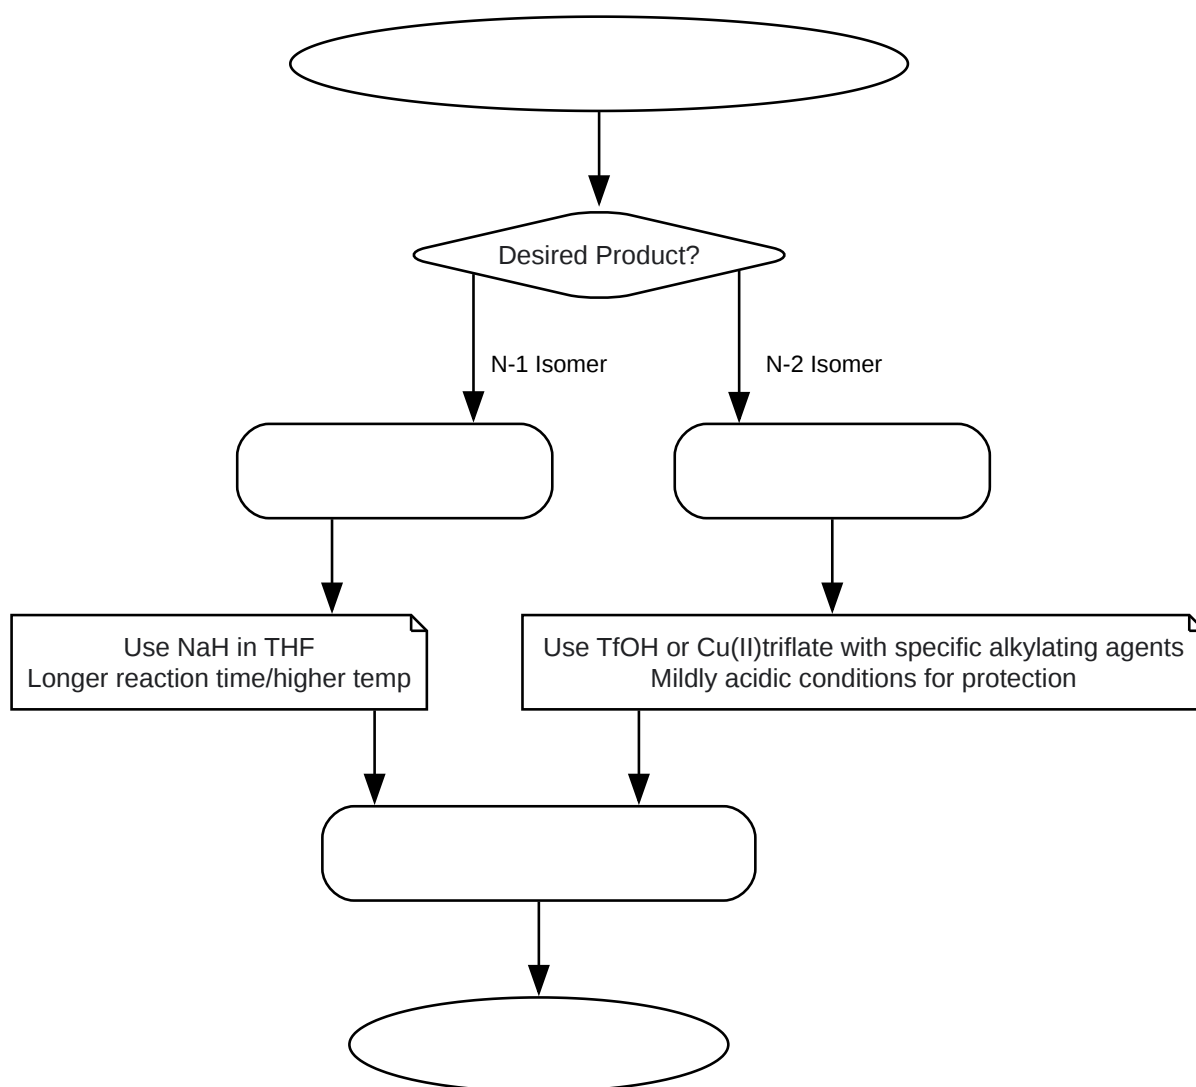 Desired Product?
N-1 Isomer
N-2 Isomer
Use NaH in THF
Longer reaction time/higher temp
Use TfOH or Cu(II)triflate with specific alkylating agents
Mildly acidic conditions for protection